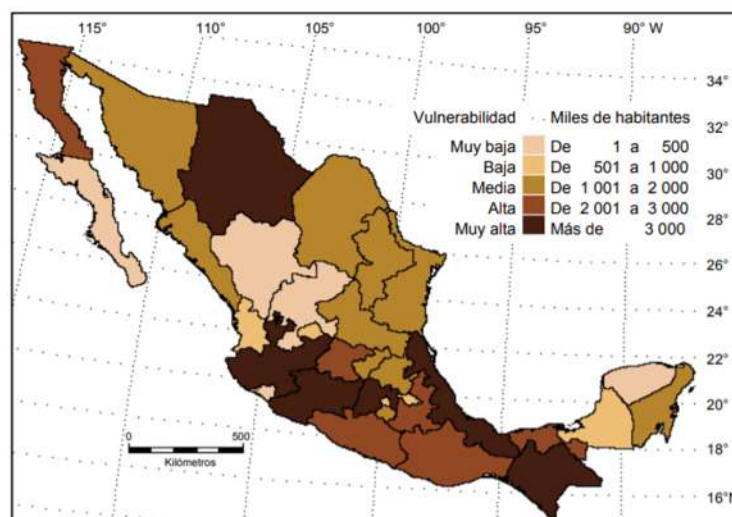 115° 110° 105° 100° 95° 90° W
34°
Vulnerabilidad Miles de habitantes
32°
Muy baja De 1 a 500
Baja De 501 a 1 000
30°
Media De 1 001 a 2 000
Alta De 2 001 a 3 000
28°
Muy alta Más de 3 000
26°
24°
22°
20°
0 500
Kilómetros
18°
16°N